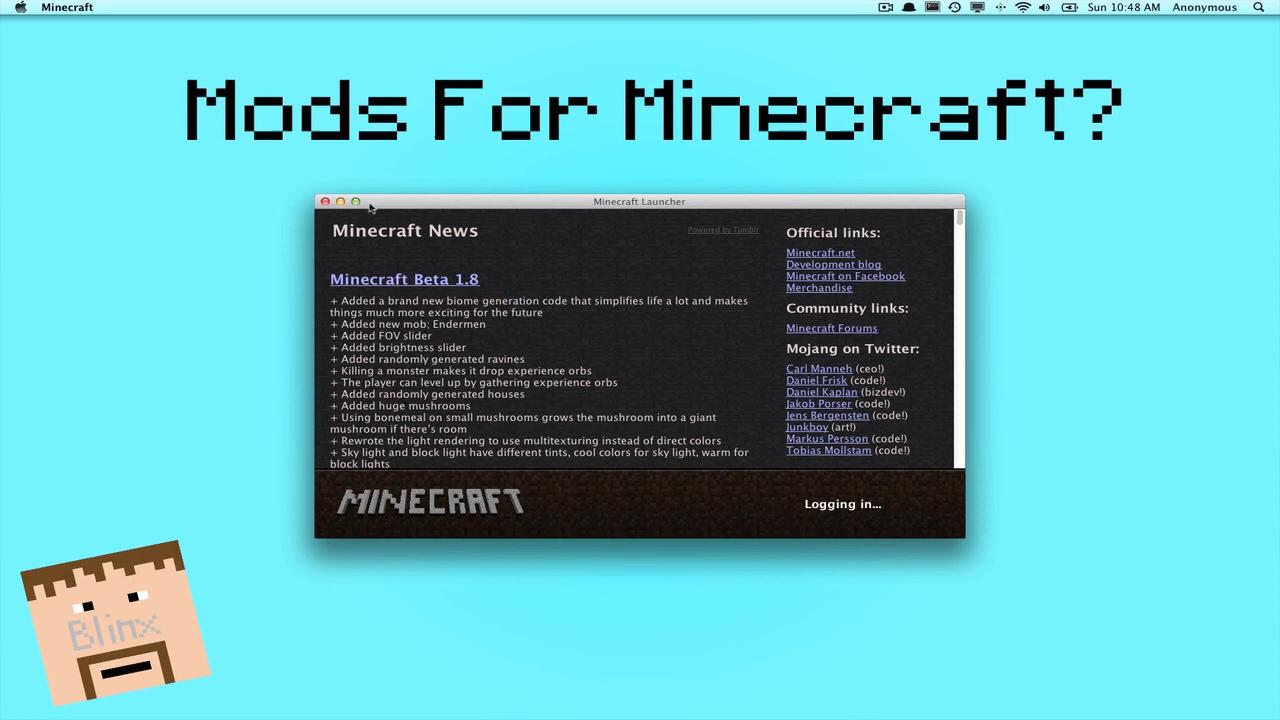 Minecraft
Sun 10:48 AM Anonymous
Mods For Minecraft?
Minecraft Launcher
Minecraft News
Powered by Tumblr
Minecraft Beta 1.8
+ Added a brand new biome generation code that simplifies life a lot and makes
things much more exciting for the future
+ Added new mob; Endermen
+ Added FOV slider
+ Added brightness slider
+ Added randomly generated ravines
+ Killing a monster makes it drop experience orbs
+ The player can level up by gathering experience orbs
+ Added randomly generated houses
+ Added huge mushrooms
+ Using bonemeal on small mushrooms grows the mushroom into a giant
mushroom if there's room
+ Rewrote the light rendering to use multitexturing instead of direct colors
+ Sky light and block light have different tints, cool colors for sky light, warm for
block lights
Official links:
Minecraft.net
Development blog
Minecraft on Facebook
Merchandise
Community links:
Minecraft Forums
Mojang on Twitter:
Carl Manneh (ceo!)
Daniel Frisk (code!)
Daniel Kaplan (bizdev!)
Jakob Porser (code!)
Jens Bergensten (code!)
Junkboy (art!)
Markus Persson (code!)
Tobias Mollstam (code!)
MINECRAFT
Logging in...
Blinx